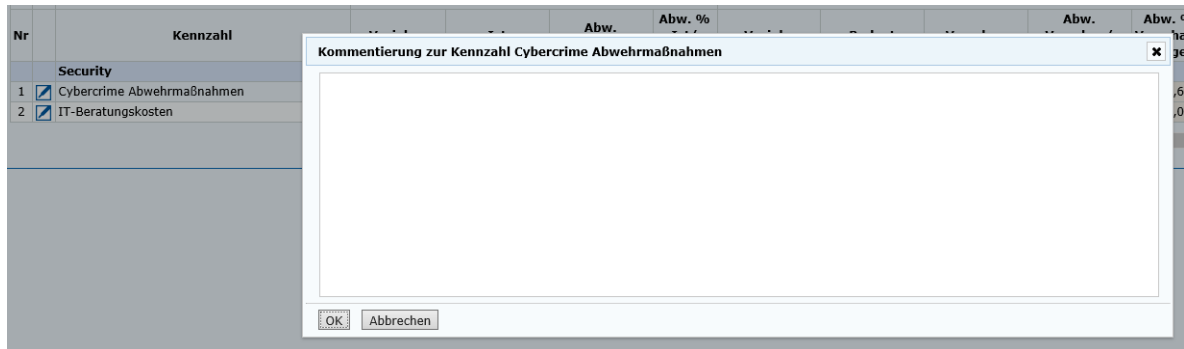 Abw. %
Abw.
Abw.
Nr
Kennzahl
Abw.
Kommentierung zur Kennzahl Cybercrime Abwehrmaßnahmen
Security
1 Cybercrime Abwehrmaßnahmen
2 IT-Beratungskosten
OK Abbrechen